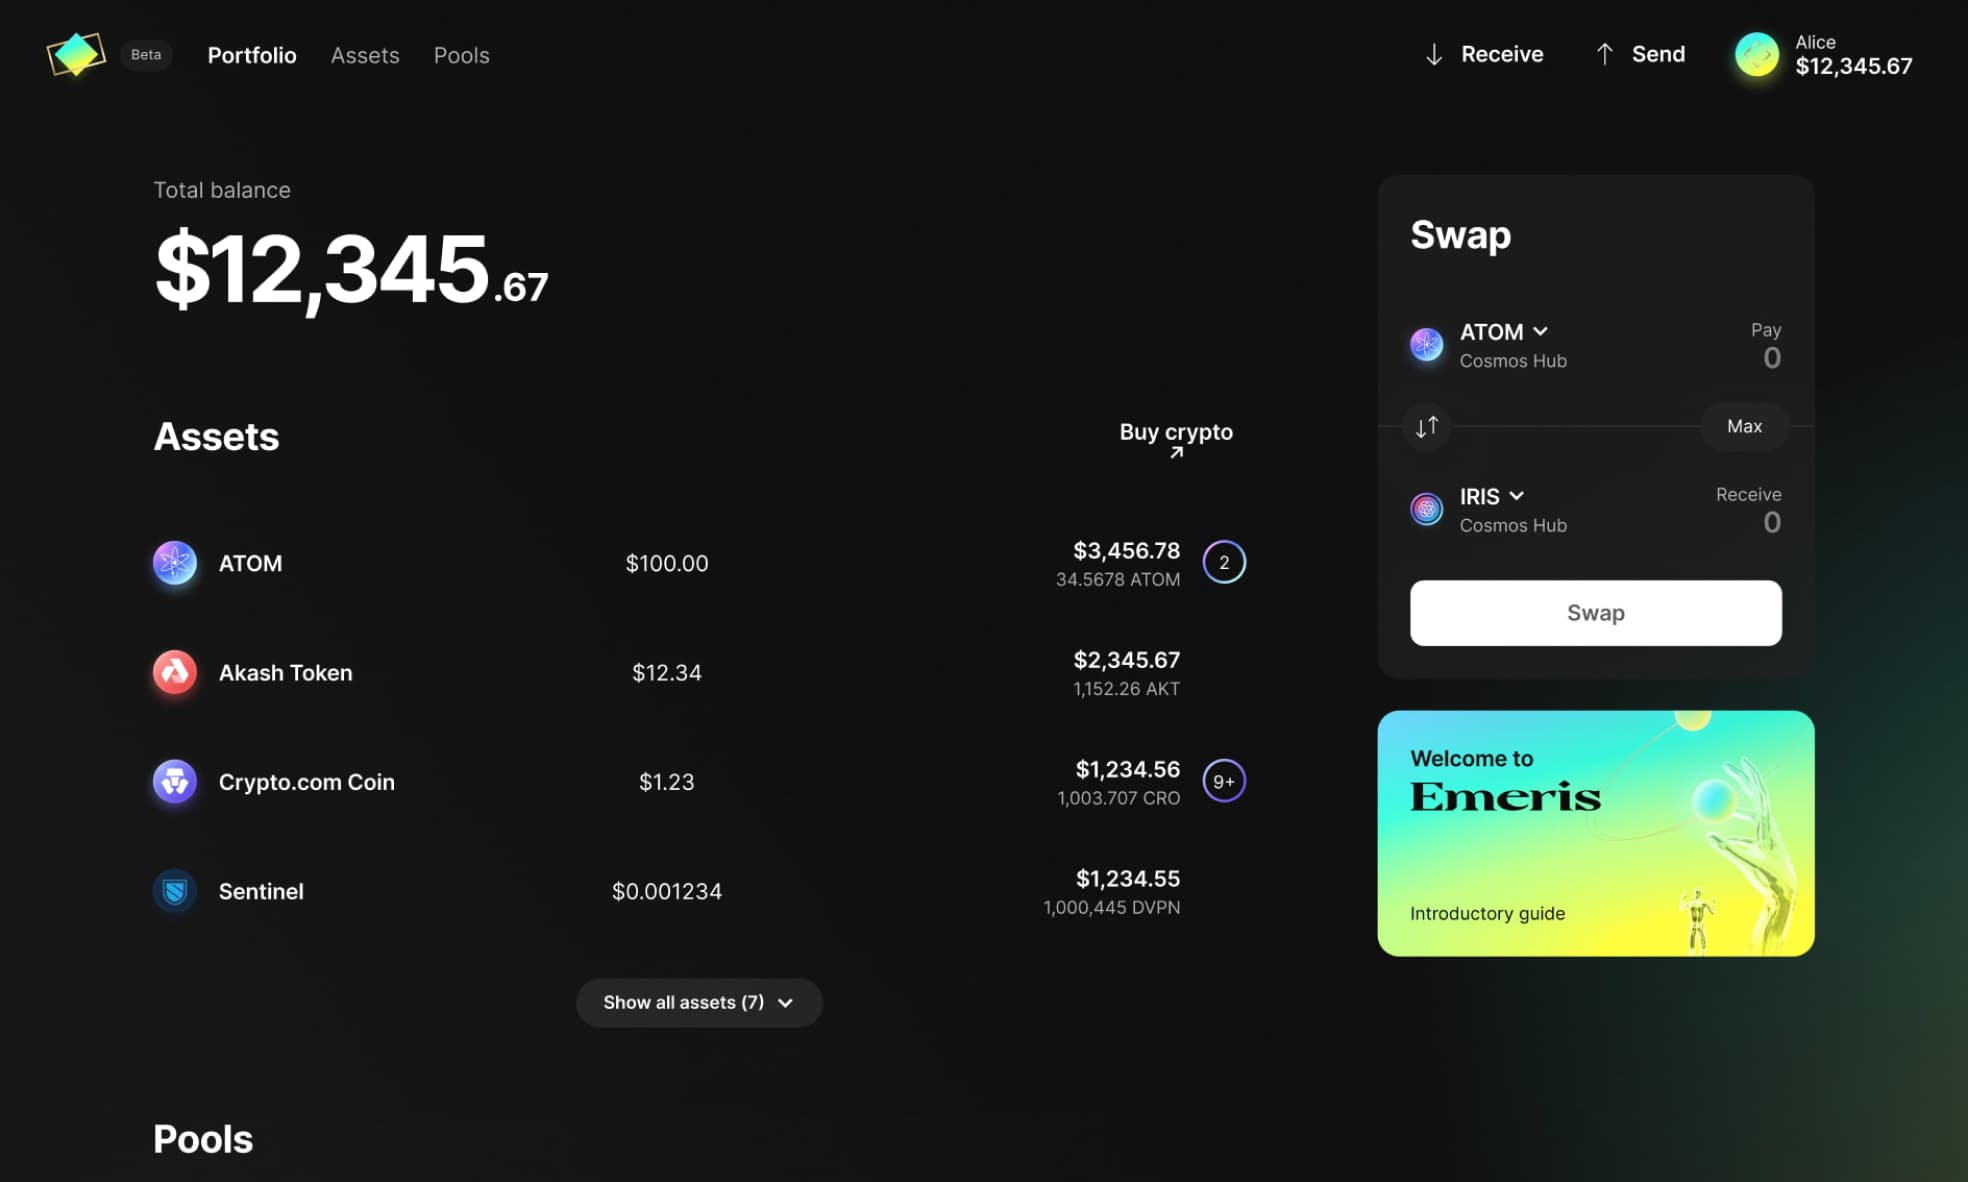 Beta
Portfolio
Assets
Pools
Receive
Send
Alice
$12,345.67
Total balance
$12,345.67
Assets
Buy crypto
ATOM
$100.00
$3,456.78
34.5678 ATOM
2
Akash Token
$12.34
$2,345.67
1,152.26 AKT
Crypto.com Coin
$1.23
$1,234.56
1,003.707 CRO
9+
Sentinel
$0.001234
$1,234.55
1,000,445 DVPN
Show all assets (7)
Pools
Swap
ATOM
Cosmos Hub
Pay
0
Max
IRIS
Cosmos Hub
Receive
0
Swap
Welcome to
Emeris
Introductory guide